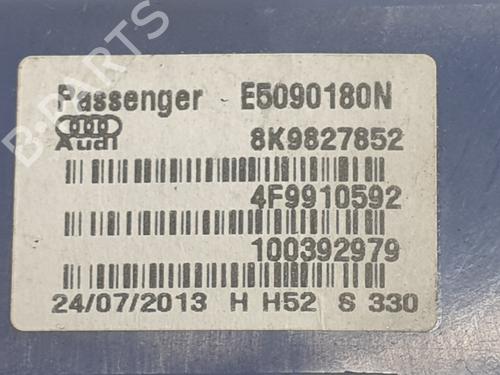 B-PARTS
Passenger E5090180N
Audi 8K9827852
4F9910592
100392979
24/07/2013 H H52 S 330